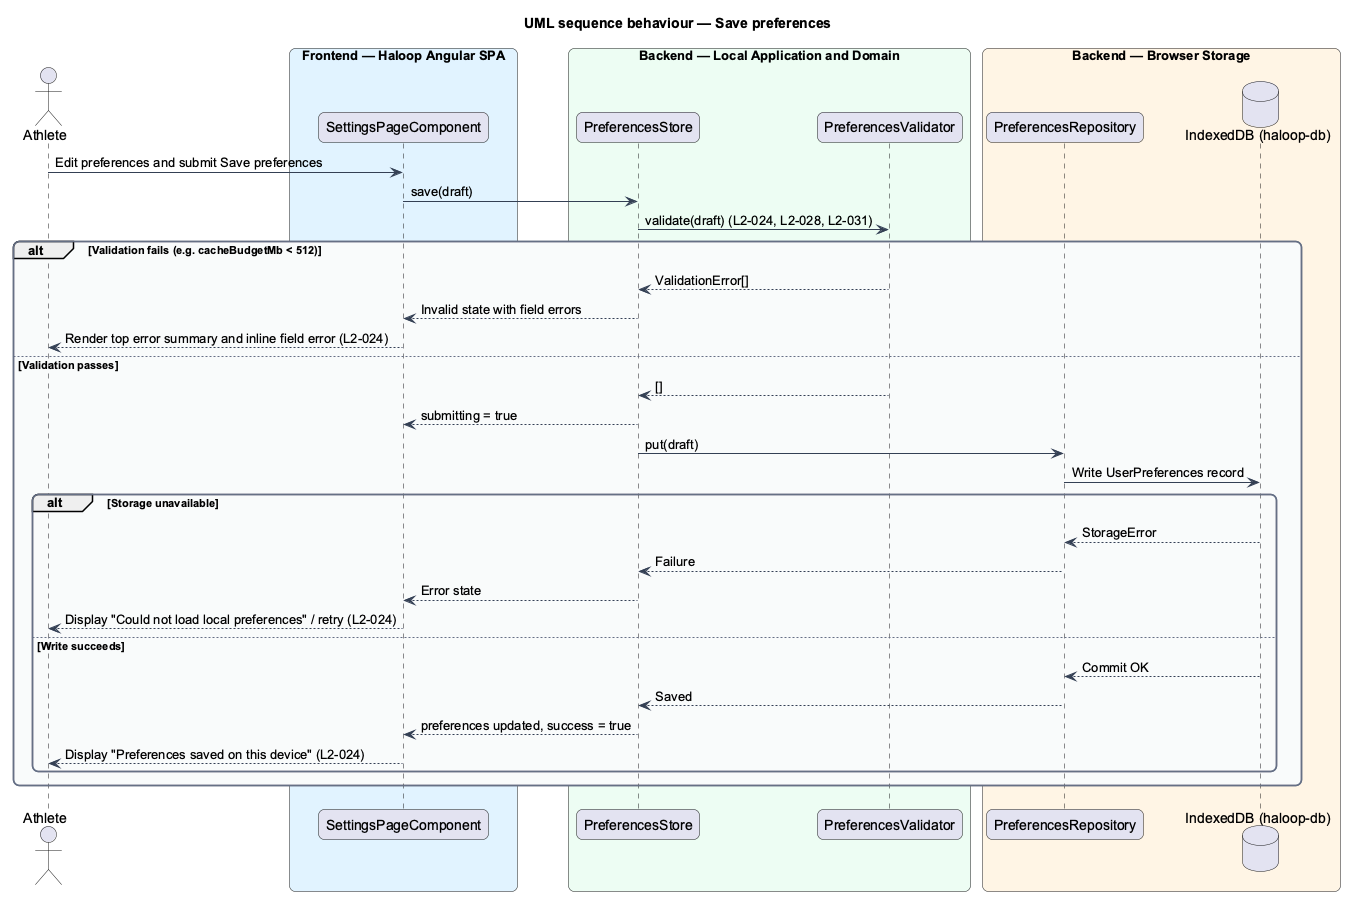 UML sequence behaviour — Save preferences
Frontend — Haloop Angular SPA
Backend — Local Application and Domain
Backend — Browser Storage
Athlete
SettingsPageComponent
PreferencesStore
PreferencesValidator
PreferencesRepository
IndexedDB (haloop-db)
Edit preferences and submit Save preferences
save(draft)
validate(draft) (L2-024, L2-028, L2-031)
alt
[Validation fails (e.g. cacheBudgetMb < 512)]
ValidationError[]
Invalid state with field errors
Render top error summary and inline field error (L2-024)
[Validation passes]
[]
submitting = true
put(draft)
Write UserPreferences record
alt
[Storage unavailable]
StorageError
Failure
Error state
Display "Could not load local preferences" / retry (L2-024)
[Write succeeds]
Commit OK
Saved
preferences updated, success = true
Display "Preferences saved on this device" (L2-024)
Athlete
SettingsPageComponent
PreferencesStore
PreferencesValidator
PreferencesRepository
IndexedDB (haloop-db)